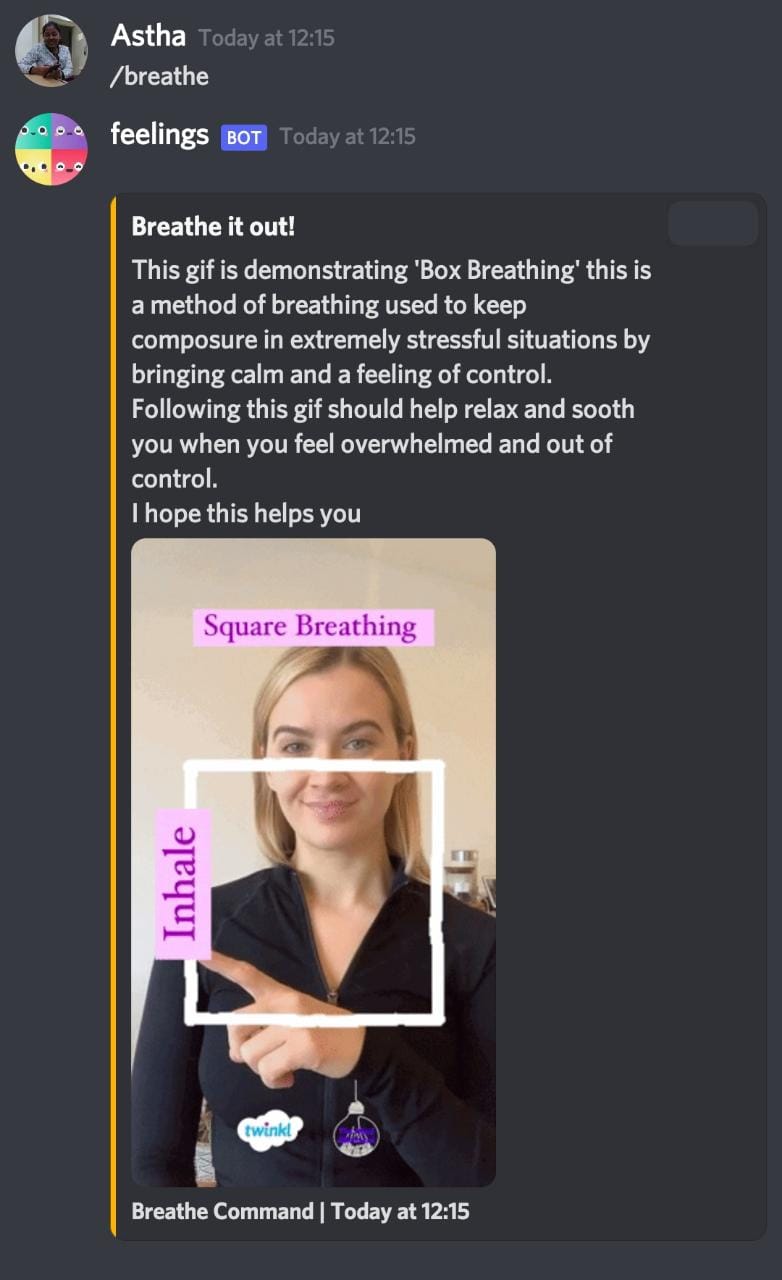 Astha Today at 12:15
/breathe
feelings BOT Today at 12:15
Breathe it out!
This gif is demonstrating 'Box Breathing' this is
a method of breathing used to keep
composure in extremely stressful situations by
bringing calm and a feeling of control.
Following this gif should help relax and sooth
you when you feel overwhelmed and out of
control.
I hope this helps you
Square Breathing
Inhale
twinkl
Breathe Command | Today at 12:15